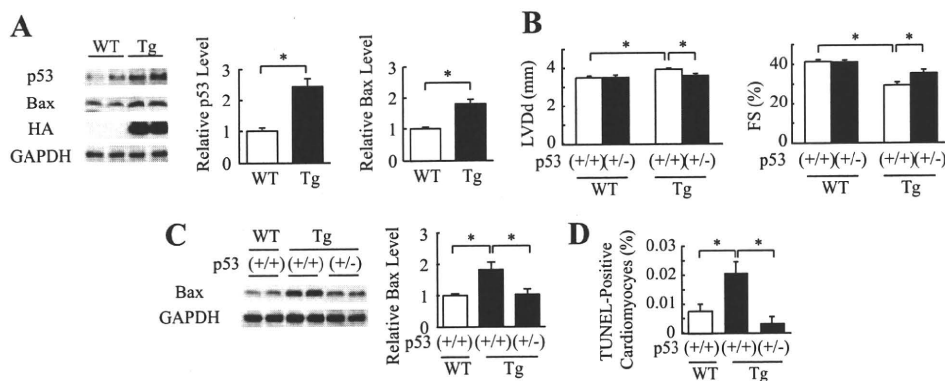 A
WT Tg
p53
Bax
HA
GAPDH
Relative p53 Level
3
2
1
0
*
WT Tg
Relative Bax Level
3
2
1
0
*
WT Tg
B
LVDd (mm)
4
2
0
* *
p53 (+/+)(+/-) (+/+)(+/-)
WT Tg
FS (%)
40
20
0
* *
p53 (+/+)(+/-) (+/+)(+/-)
WT Tg
C
WT Tg
p53 (+/+) (+/+) (+/-)
Bax
GAPDH
Relative Bax Level
3
2
1
0
* *
p53 (+/+) (+/+) (+/-)
WT Tg
D
TUNEL-Positive
Cardiomyocytes (%)
0.03
0.02
0.01
0
* *
p53 (+/+) (+/+) (+/-)
WT Tg